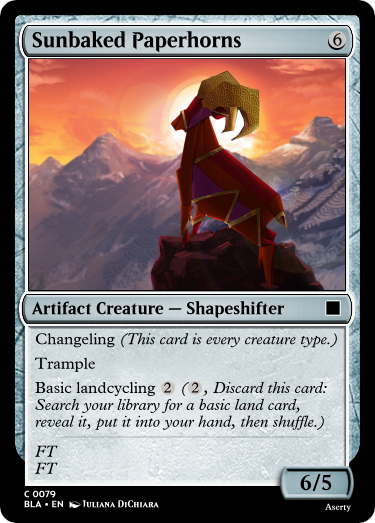 Sunbaked Paperhorns 6
Artifact Creature — Shapeshifter
Changeling (This card is every creature type.)
Trample
Basic landcycling 2 (2, Discard this card:
Search your library for a basic land card,
reveal it, put it into your hand, then shuffle.)
FT
FT
6/5
C 0079
BLA • EN Juliana DiChiara
Aserty